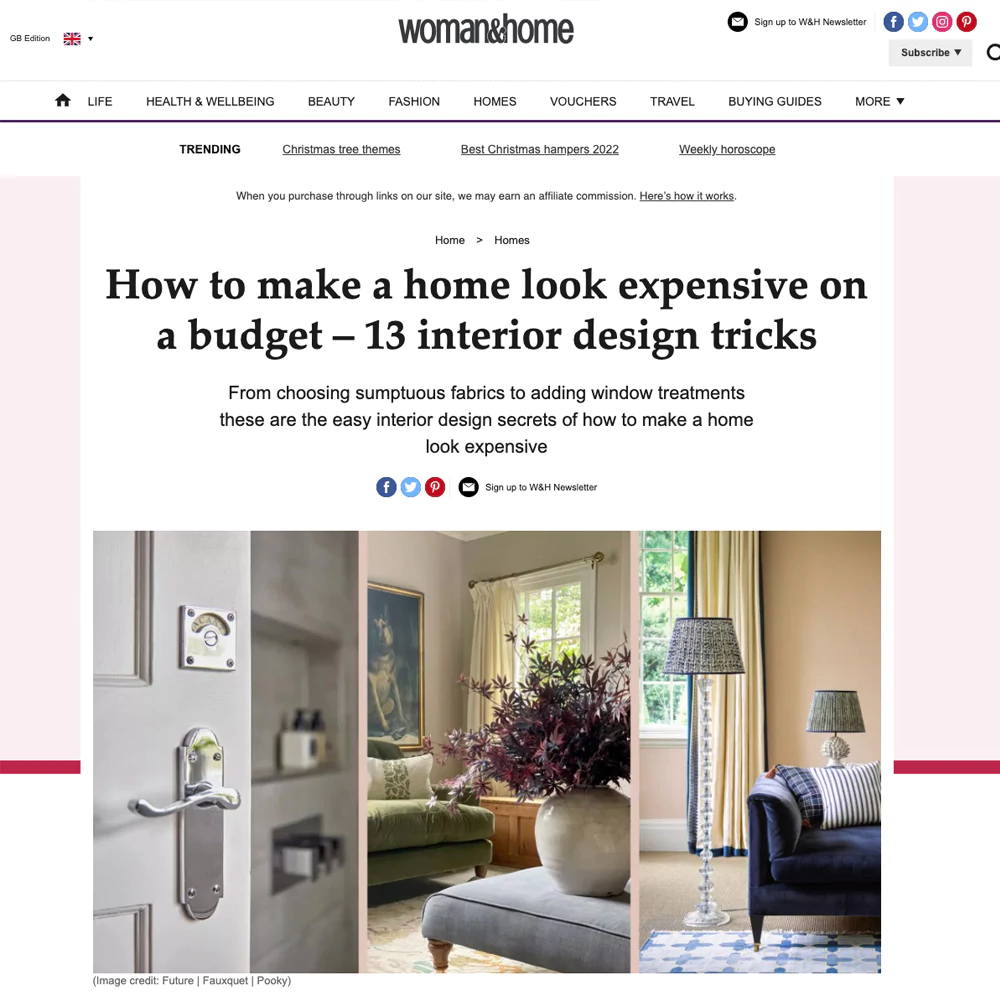 woman&home
GB Edition
Sign up to W&H Newsletter
Subscribe
LIFE
HEALTH & WELLBEING
BEAUTY
FASHION
HOMES
VOUCHERS
TRAVEL
BUYING GUIDES
MORE
TRENDING
Christmas tree themes
Best Christmas hampers 2022
Weekly horoscope
When you purchase through links on our site, we may earn an affiliate commission. Here’s how it works.
Home > Homes
How to make a home look expensive on
a budget – 13 interior design tricks
From choosing sumptuous fabrics to adding window treatments
these are the easy interior design secrets of how to make a home
look expensive
Sign up to W&H Newsletter
(Image credit: Future | Fauxquet | Pooky)